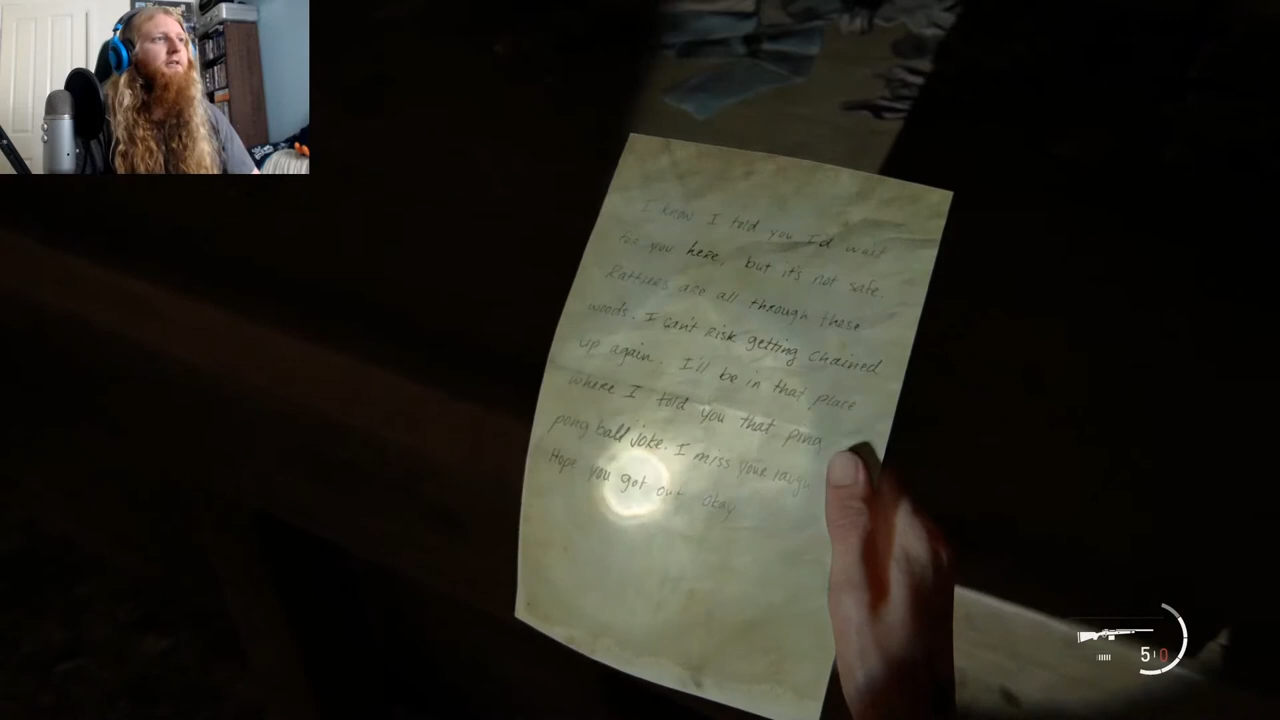 I know I told you I'd wait
for you here, but it's not safe.
Rattlers are all through these
woods. I can't risk getting chained
up again. I'll be in that place
where I told you that ping
pong ball joke. I miss your laugh
Hope you got out okay
5 0